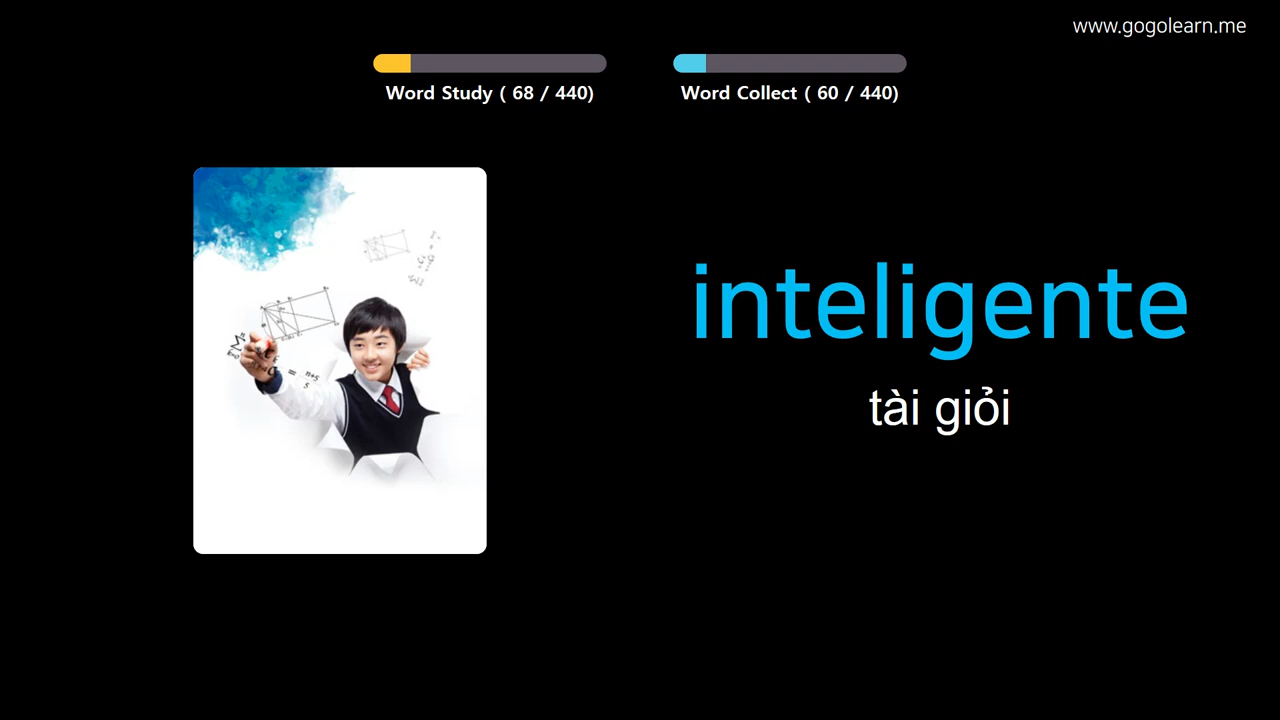 www.gogolearn.me
Word Study ( 68 / 440)
Word Collect ( 60 / 440)
inteligente
tài giỏi